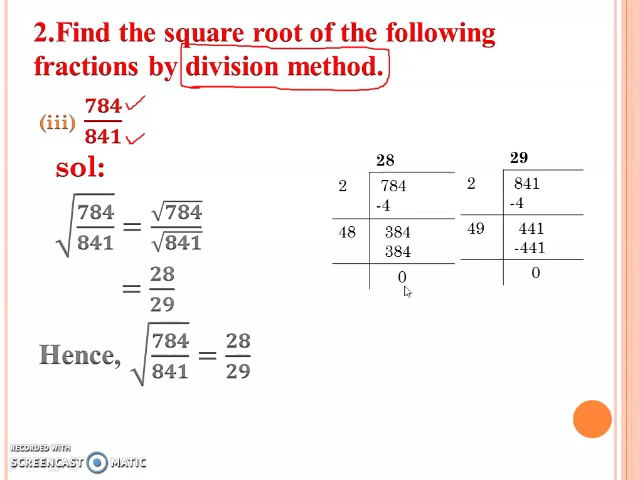 2.Find the square root of the following
fractions by division method.
(iii) 784/841
sol:
√(784/841) = √784/√841
= 28/29
Hence, √(784/841) = 28/29
28
2 784
-4
48 384
384
0
29
2 841
-4
49 441
-441
0
RECORDED WITH
SCREENCAST MATIC